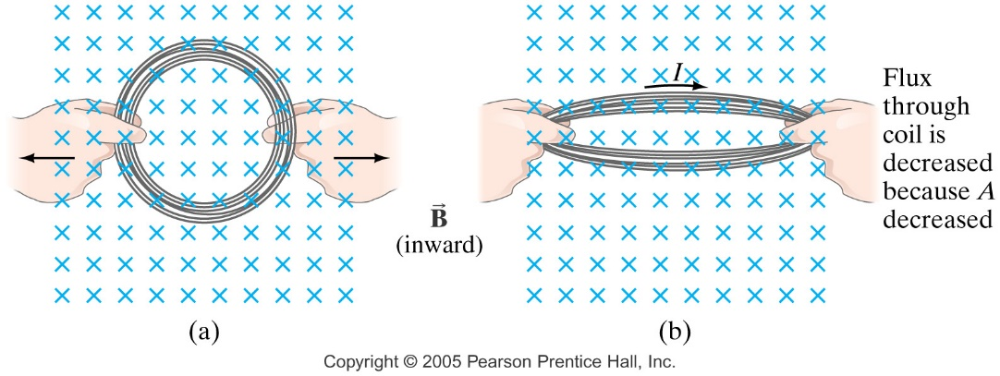 I
Flux
through
coil is
decreased
because A
decreased
B⃗
(inward)
(a)
(b)
Copyright © 2005 Pearson Prentice Hall, Inc.